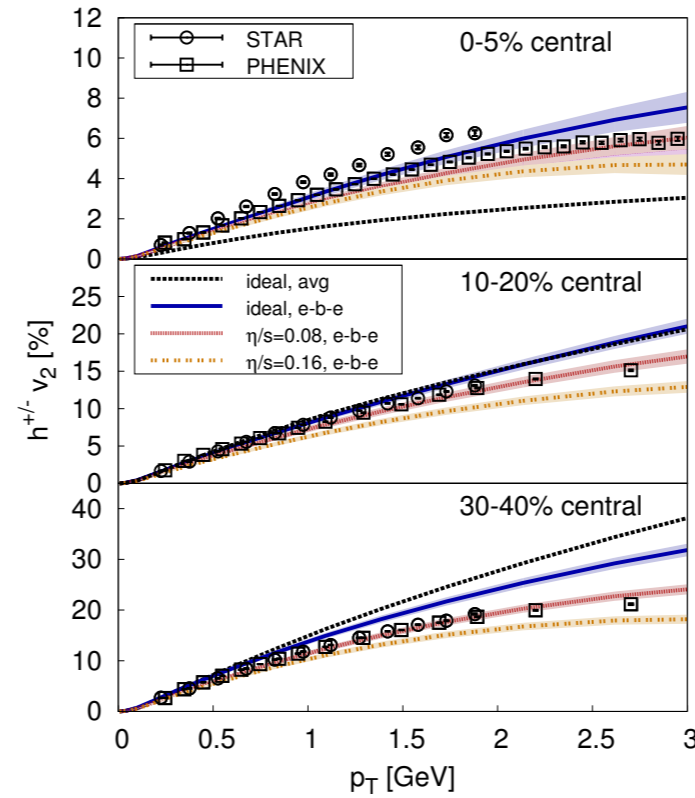 12
10
8
6
4
2
0
STAR
PHENIX
0-5% central
25
20
15
10
5
0
ideal, avg
ideal, e-b-e
η/s=0.08, e-b-e
η/s=0.16, e-b-e
10-20% central
40
30
20
10
0
30-40% central
h+/- v2 [%]
0 0.5 1 1.5 2 2.5 3
pT [GeV]